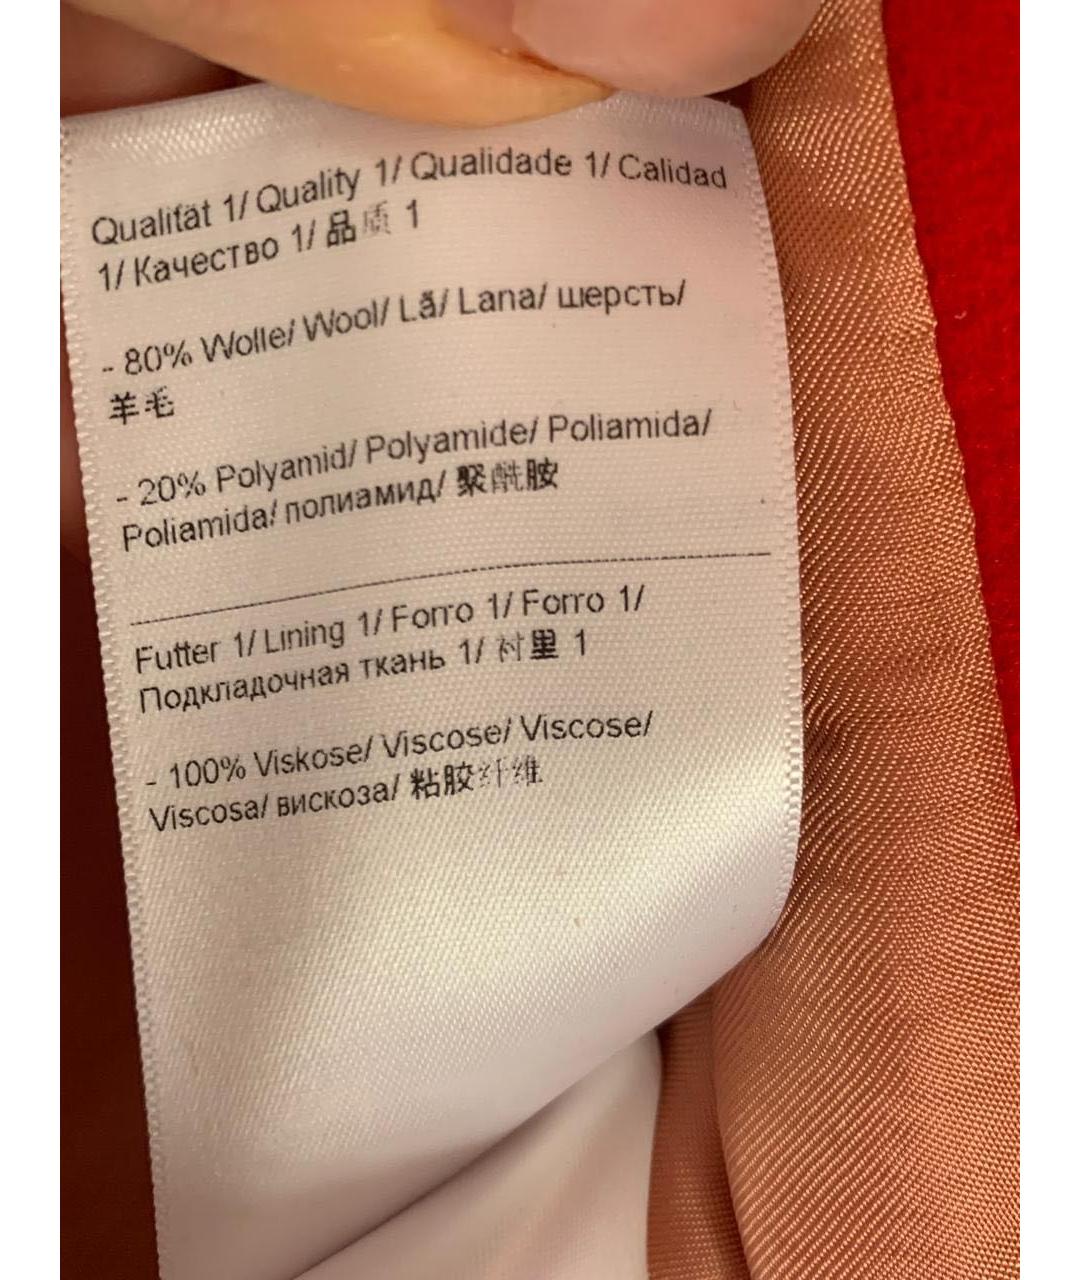 Qualität 1/ Quality 1/ Qualidade 1/ Calidad
1/ Качество 1/ 品质 1
- 80% Wolle/ Wool/ Lã/ Lana/ шерсть/
羊毛
- 20% Polyamid/ Polyamide/ Poliamida/
Poliamida/ полиамид/ 聚酰胺
Futter 1/ Lining 1/ Forro 1/ Forro 1/
Подкладочная ткань 1/ 衬里 1
- 100% Viskose/ Viscose/ Viscose/
Viscosa/ вискоза/ 粘胶纤维